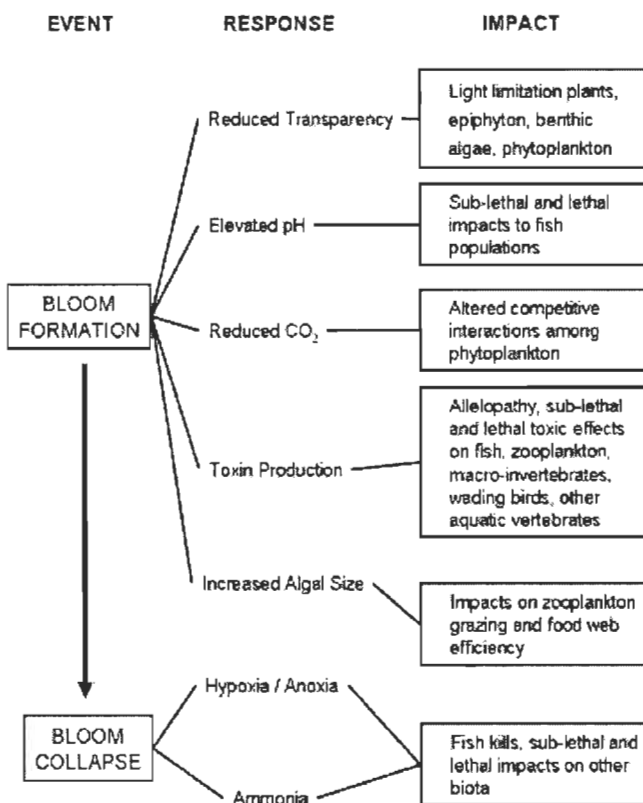 EVENT RESPONSE IMPACT
Reduced Transparency
Light limitation plants,
epiphyton, benthic
algae, phytoplankton
Elevated pH
Sub-lethal and lethal
impacts to fish
populations
BLOOM
FORMATION
Reduced CO₂
Altered competitive
interactions among
phytoplankton
Toxin Production
Allelopathy, sub-lethal
and lethal toxic effects
on fish, zooplankton,
macro-invertebrates,
wading birds, other
aquatic vertebrates
Increased Algal Size
Impacts on zooplankton
grazing and food web
efficiency
Hypoxia / Anoxia
BLOOM
COLLAPSE
Fish kills, sub-lethal and
lethal impacts on other
biota
Ammonia